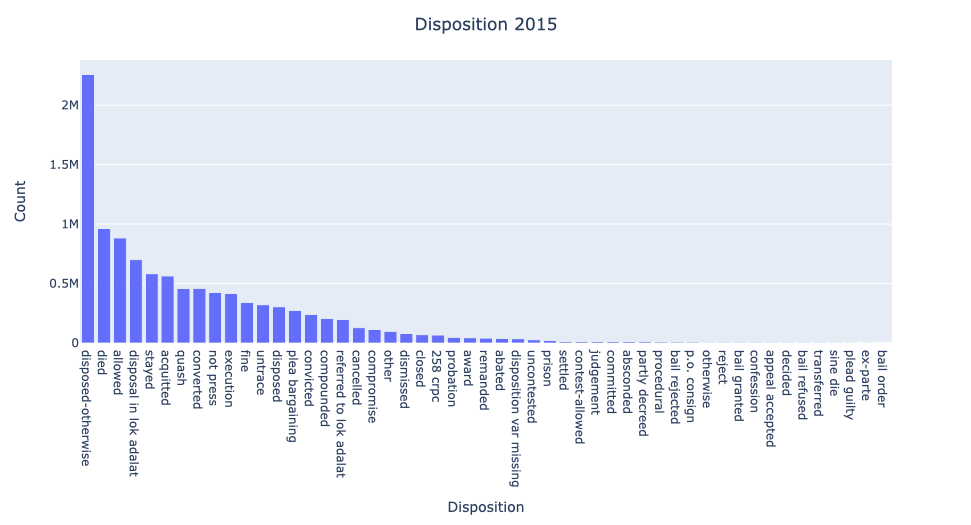 Disposition 2015
Count
2M
1.5M
1M
0.5M
0
disposed-otherwise
died
allowed
disposal in lok adalat
stayed
acquitted
quash
converted
not press
execution
fine
untrace
disposed
plea bargaining
convicted
compounded
referred to lok adalat
cancelled
compromise
other
dismissed
closed
258 crpc
probation
award
remanded
abated
disposition var missing
uncontested
prison
settled
contest-allowed
judgement
committed
absconded
partly decreed
procedural
bail rejected
p.o. consign
otherwise
reject
bail granted
confession
appeal accepted
decided
bail refused
transferred
sine die
plead guilty
ex-parte
bail order
Disposition